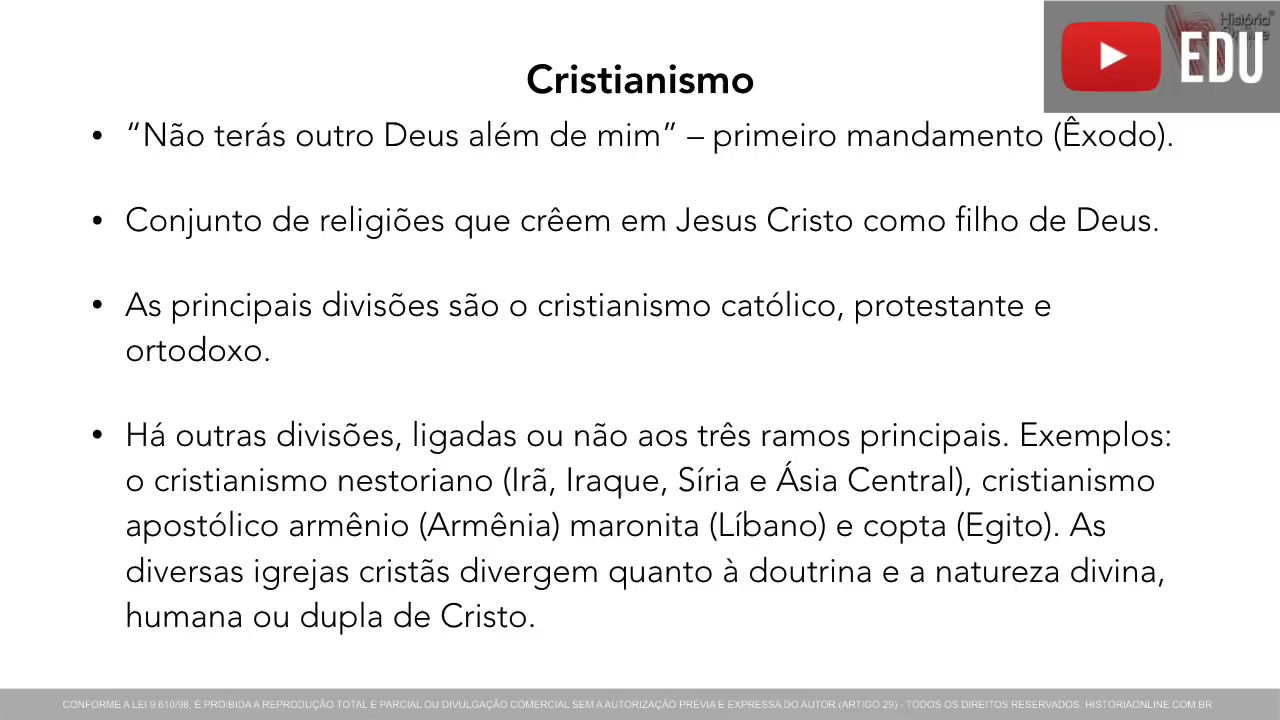 História
Online
EDU
Cristianismo
• “Não terás outro Deus além de mim” – primeiro mandamento (Êxodo).
• Conjunto de religiões que crêem em Jesus Cristo como filho de Deus.
• As principais divisões são o cristianismo católico, protestante e
ortodoxo.
• Há outras divisões, ligadas ou não aos três ramos principais. Exemplos:
o cristianismo nestoriano (Irã, Iraque, Síria e Ásia Central), cristianismo
apostólico armênio (Armênia) maronita (Líbano) e copta (Egito). As
diversas igrejas cristãs divergem quanto à doutrina e a natureza divina,
humana ou dupla de Cristo.
CONFORME A LEI 9.610/98, É PROIBIDA A REPRODUÇÃO TOTAL E PARCIAL OU DIVULGAÇÃO COMERCIAL SEM A AUTORIZAÇÃO PRÉVIA E EXPRESSA DO AUTOR (ARTIGO 29) - TODOS OS DIREITOS RESERVADOS. HISTORIAONLINE.COM.BR